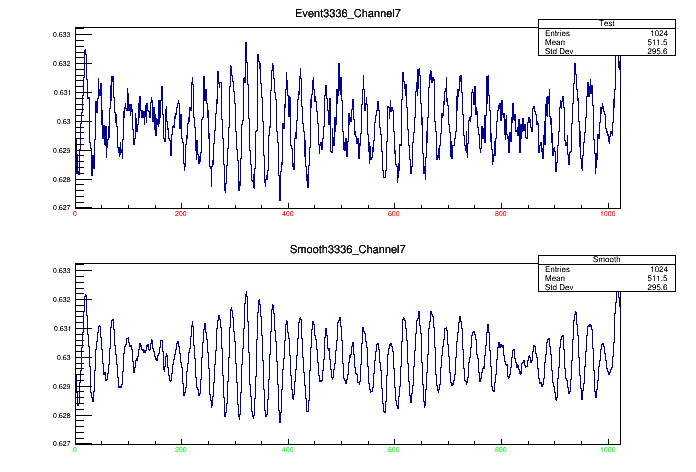 Event3336_Channel7
Test
Entries 1024
Mean 511.5
Std Dev 295.6
0.633
0.632
0.631
0.63
0.629
0.628
0.627
0 200 400 600 800 1000
Smooth3336_Channel7
Smooth
Entries 1024
Mean 511.5
Std Dev 295.6
0.633
0.632
0.631
0.63
0.629
0.628
0.627
0 200 400 600 800 1000